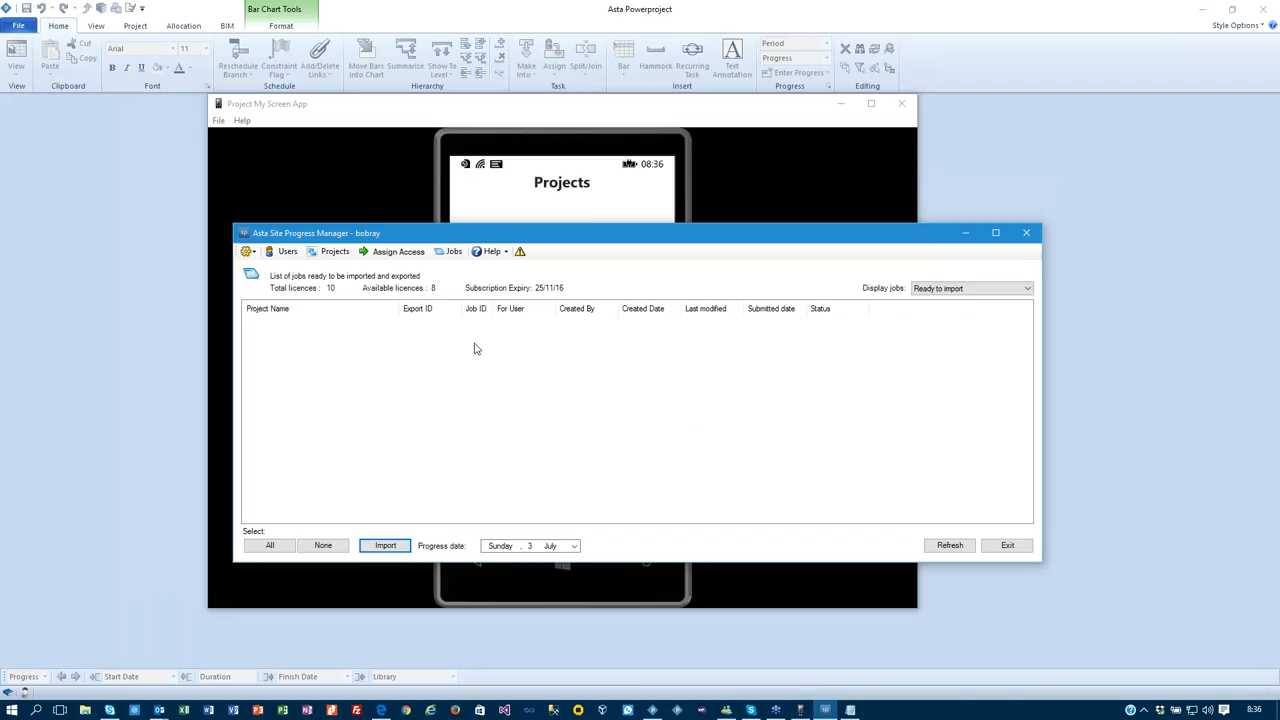 Bar Chart Tools
Asta Powerproject
File
Home
View
Project
Allocation
BIM
Format
Style Options
View
Paste
Cut
Copy
Clipboard
Arial
11
Font
Reschedule Branch
Constraint Flag
Add/Delete Links
Schedule
Move Bars into Chart
Summarise
Show To Level
Hierarchy
Make Into
Assign
Split/Join
Task
Bar
Hammock
Recurring Task
Text Annotation
Insert
Period
Progress
Enter Progress
Progress
Editing
Project My Screen App
File
Help
08:36
Projects
Asta Site Progress Manager - bobray
Users
Projects
Assign Access
Jobs
Help
List of jobs ready to be imported and exported
Total licences: 10
Available licences: 8
Subscription Expiry: 25/11/16
Display jobs:
Ready to import
Project Name
Export ID
Job ID
For User
Created By
Created Date
Last modified
Submitted date
Status
Select:
All
None
Import
Progress date:
Sunday , 3 July
Refresh
Exit
Progress
Start Date
Duration
Finish Date
Library
8:36